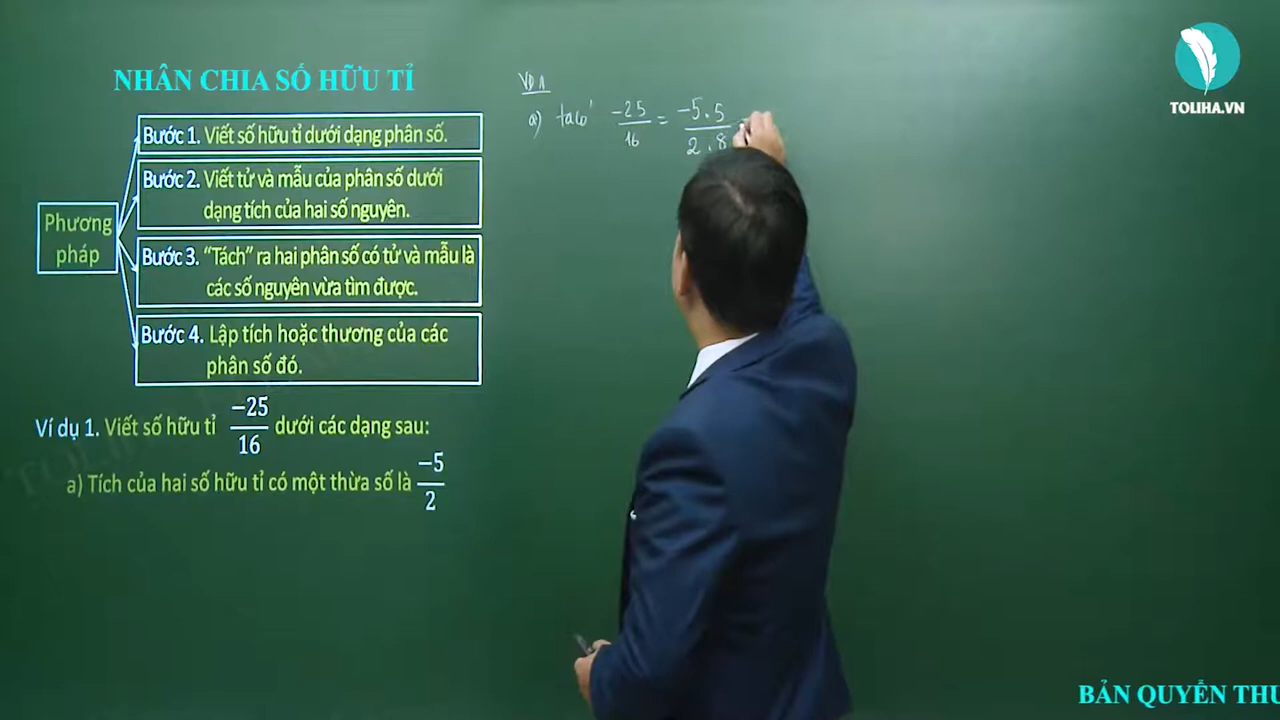 NHÂN CHIA SỐ HỮU TỈ
Phương
pháp
Bước 1. Viết số hữu tỉ dưới dạng phân số.
Bước 2. Viết tử và mẫu của phân số dưới
dạng tích của hai số nguyên.
Bước 3. “Tách” ra hai phân số có tử và mẫu là
các số nguyên vừa tìm được.
Bước 4. Lập tích hoặc thương của các
phân số đó.
Ví dụ 1. Viết số hữu tỉ -25/16 dưới các dạng sau:
a) Tích của hai số hữu tỉ có một thừa số là -5/2
VD1
a) ta có -25/16 = -5.5/2.8
TOLIHA.VN
BẢN QUYỀN THU